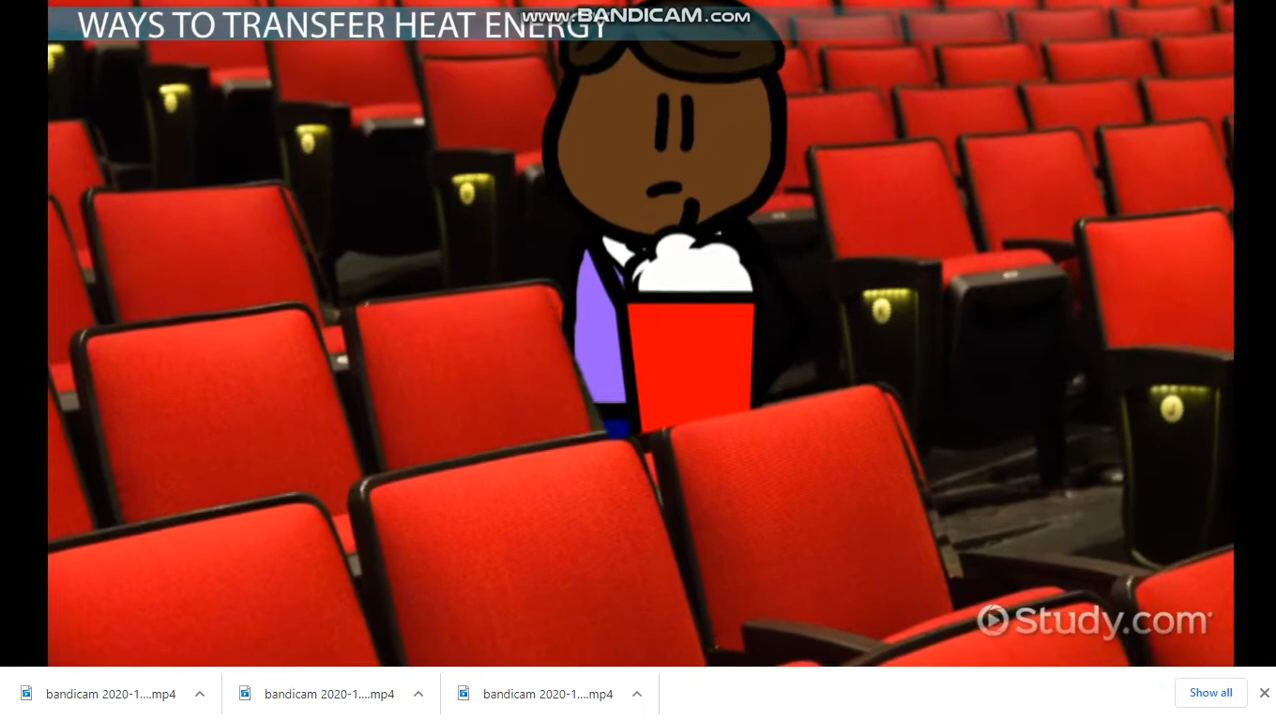 www.BANDICAM.com
WAYS TO TRANSFER HEAT ENERGY
Study.com
bandicam 2020-1....mp4
bandicam 2020-1....mp4
bandicam 2020-1....mp4
Show all